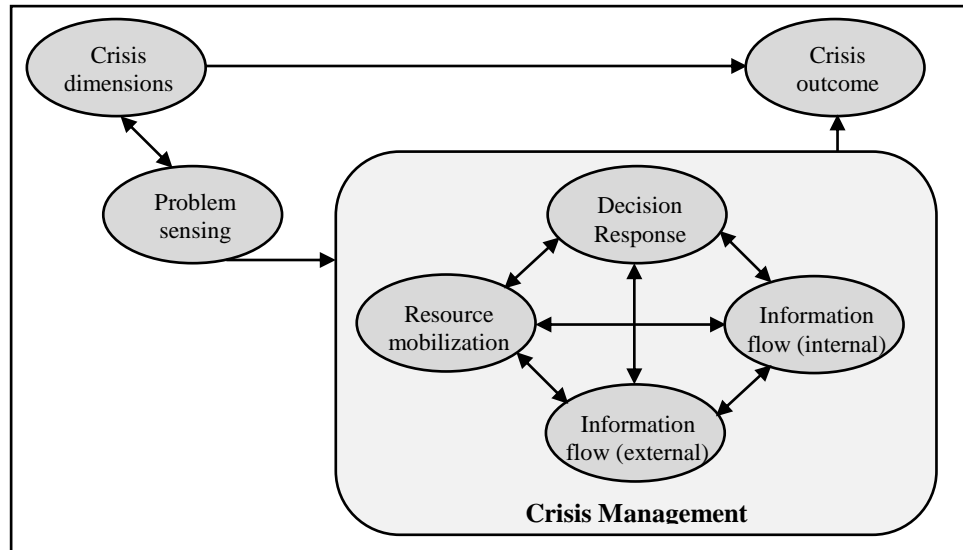 Crisis
dimensions
Crisis
outcome
Problem
sensing
Decision
Response
Resource
mobilization
Information
flow (internal)
Information
flow (external)
Crisis Management